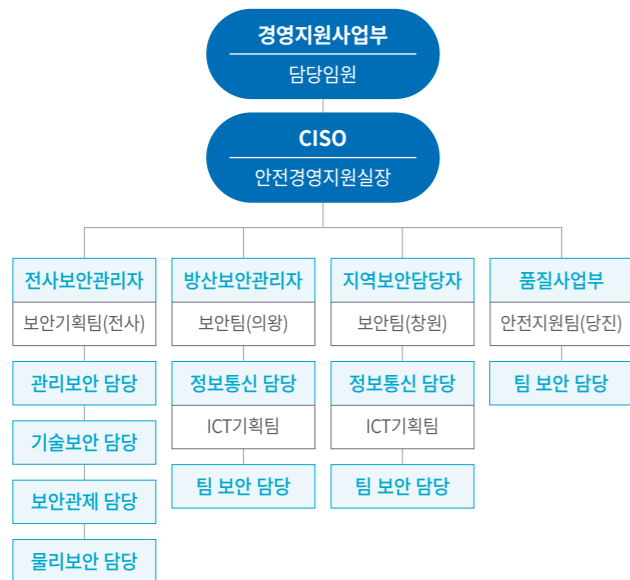 경영지원사업부
담당임원
CISO
안전경영지원실장
전사보안관리자
보안기획팀(전사)
관리보안 담당
기술보안 담당
보안관제 담당
물리보안 담당
방산보안관리자
보안팀(의왕)
정보통신 담당
ICT기획팀
팀 보안 담당
지역보안담당자
보안팀(창원)
정보통신 담당
ICT기획팀
팀 보안 담당
품질사업부
안전지원팀(당진)
팀 보안 담당